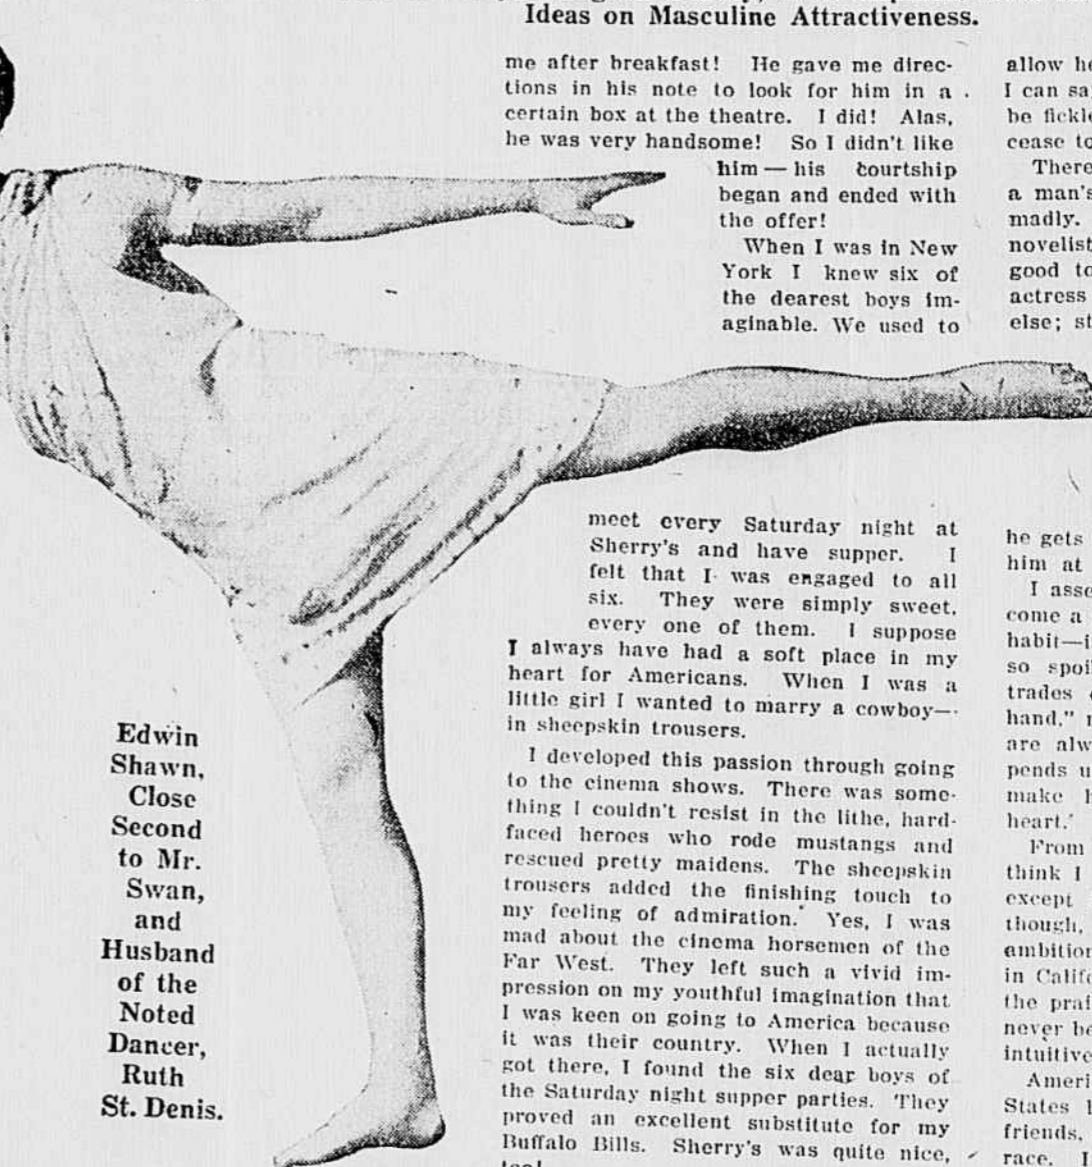 Ideas on Masculine Attractiveness.
me after breakfast! He gave me direc-
tions in his note to look for him in a
certain box at the theatre. I did! Alas,
he was very handsome! So I didn't like
him — his courtship
began and ended with
the offer!
When I was in New
York I knew six of
the dearest boys im-
aginable. We used to
meet every Saturday night at
Sherry's and have supper. I
felt that I was engaged to all
six. They were simply sweet,
every one of them. I suppose
I always have had a soft place in my
heart for Americans. When I was a
little girl I wanted to marry a cowboy—
in sheepskin trousers.
I developed this passion through going
to the cinema shows. There was some-
thing I couldn't resist in the lithe, hard-
faced heroes who rode mustangs and
rescued pretty maidens. The sheepskin
trousers added the finishing touch to
my feeling of admiration. Yes, I was
mad about the cinema horsemen of the
Far West. They left such a vivid im-
pression on my youthful imagination that
I was keen on going to America because
it was their country. When I actually
got there, I found the six dear boys of
the Saturday night supper parties. They
proved an excellent substitute for my
Buffalo Bills. Sherry's was quite nice,
allow
I can
be
cease to
There
a man's
madly.
novelist
good to
actress
else;
he gets
him at
I
come a
habit—
so
trades
hand,"
are
pends
make
heart.
From
think I
except
though,
ambition
in
the
never
intuitive
States
friends,
race. I
Edwin
Shawn,
Close
Second
to Mr.
Swan,
and
Husband
of the
Noted
Dancer,
Ruth
St. Denis.